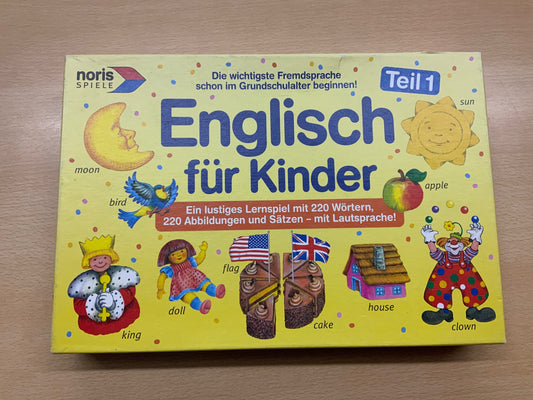 noris
SPIELE
Die wichtigste Fremdsprache
schon im Grundschulalter beginnen!
Teil 1
Englisch
für Kinder
Ein lustiges Lernspiel mit 220 Wörtern,
220 Abbildungen und Sätzen – mit Lautsprache!
moon
sun
bird
apple
flag
doll
king
cake
house
clown